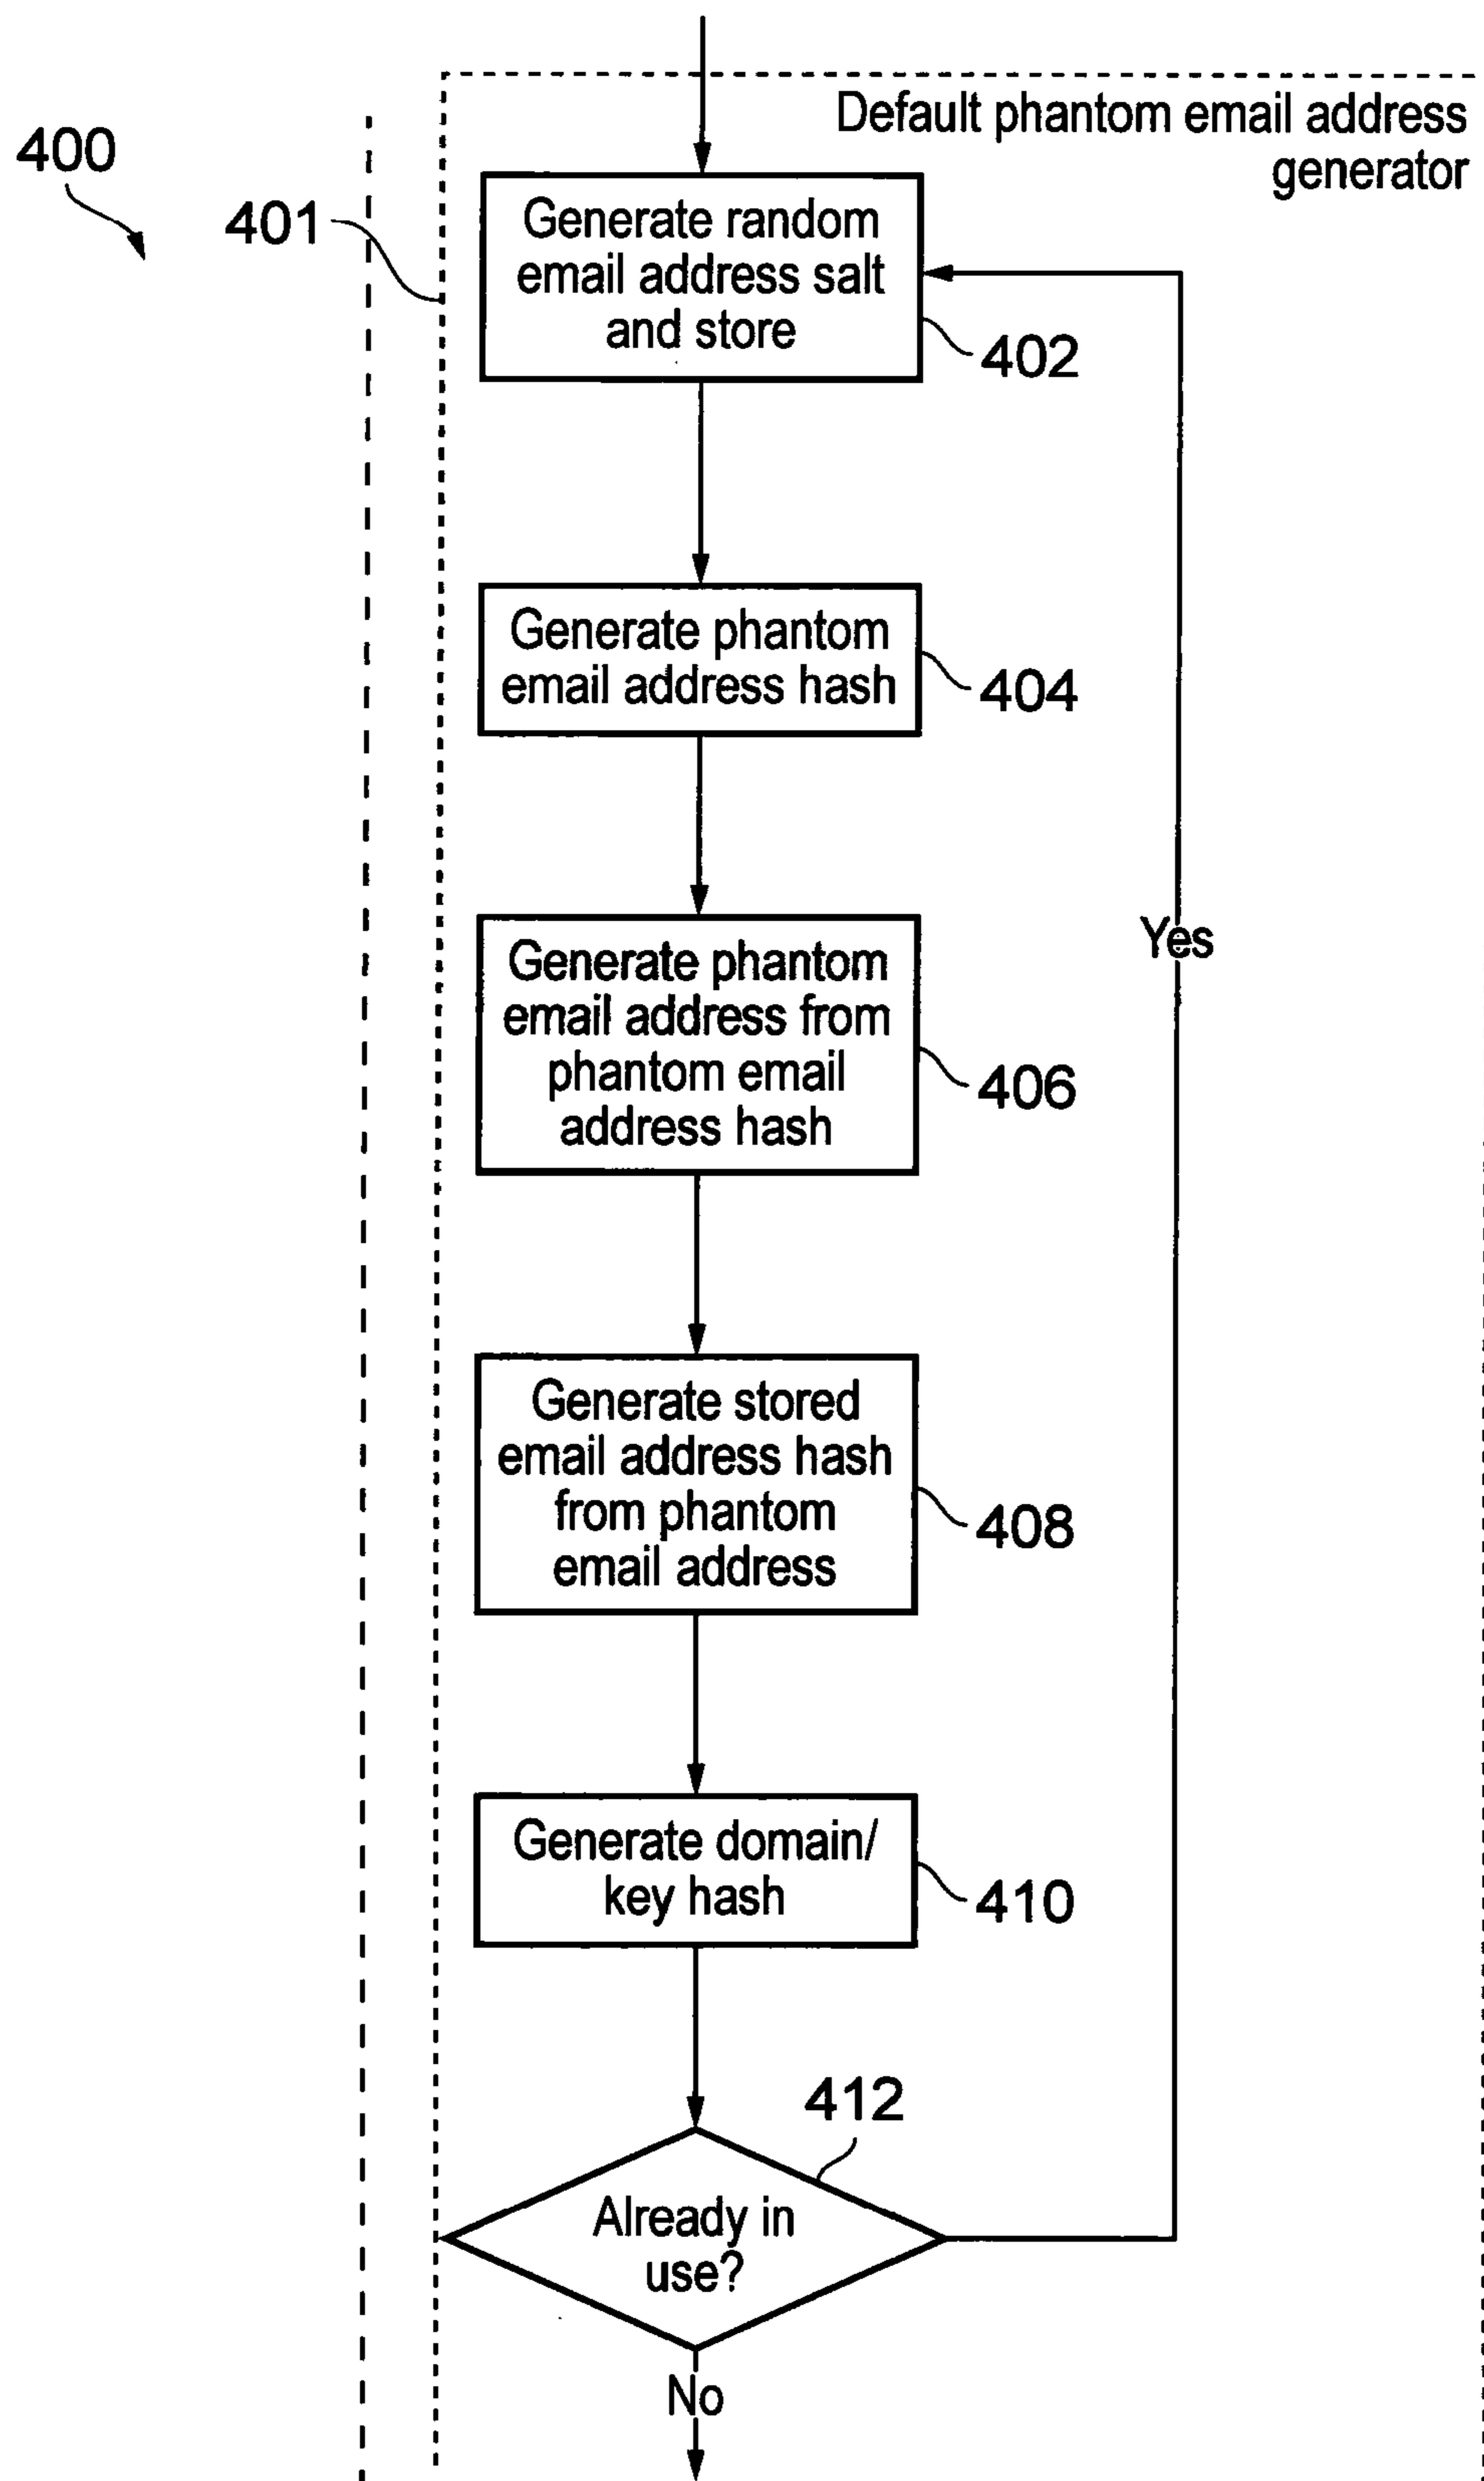 Default phantom email address
generator
400
401
Generate random
email address salt
and store
402
Generate phantom
email address hash
404
Generate phantom
email address from
phantom email
address hash
406
Yes
Generate stored
email address hash
from phantom
email address
408
Generate domain/
key hash
410
412
Already in
use?
No